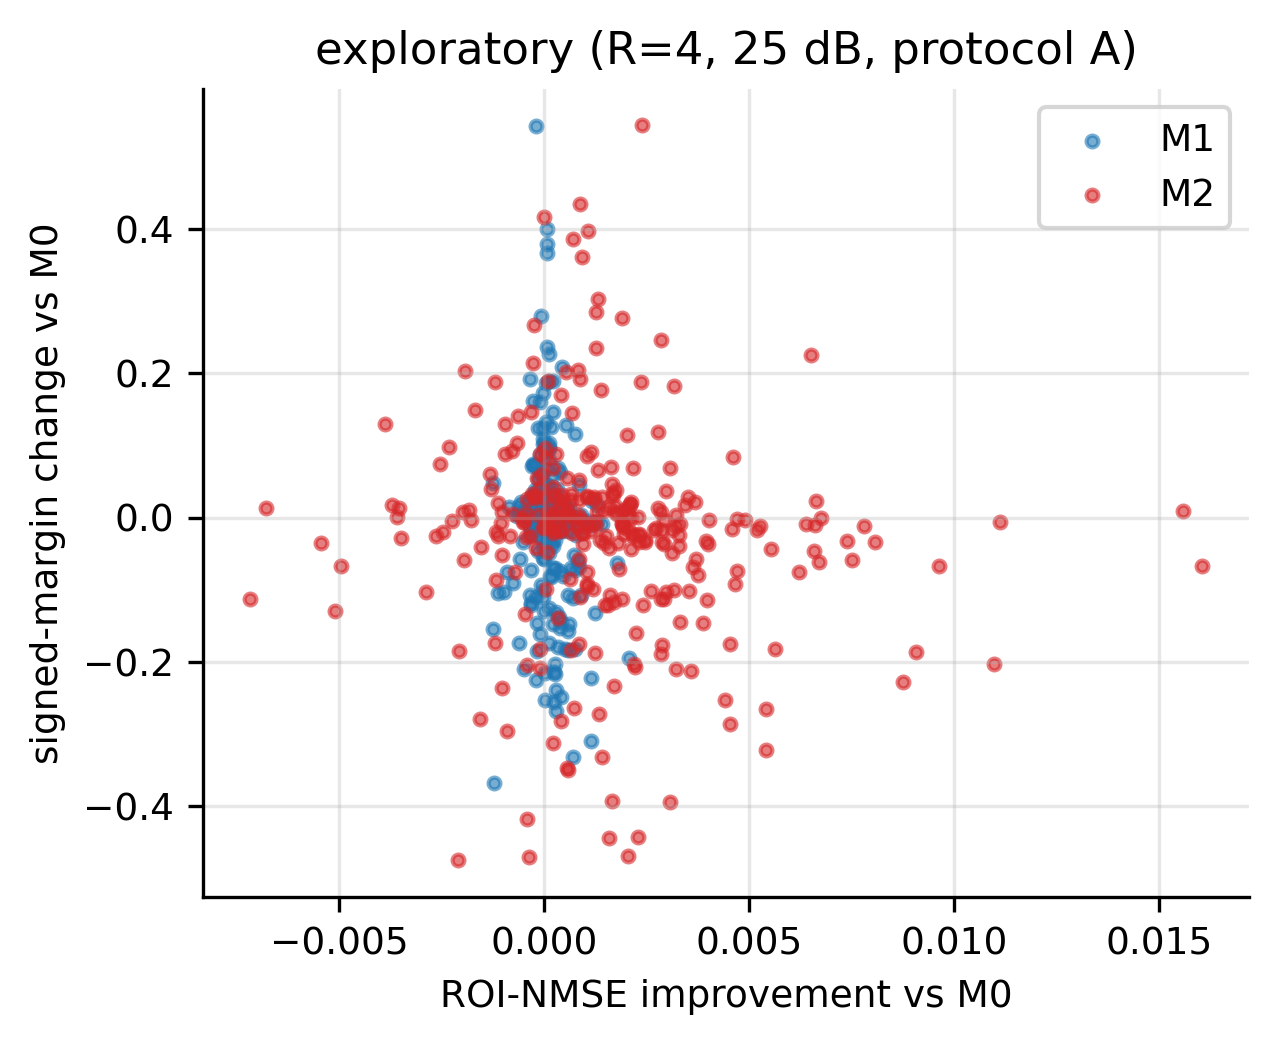 exploratory (R=4, 25 dB, protocol A)
M1
M2
signed-margin change vs M0
0.4
0.2
0.0
−0.2
−0.4
−0.005
0.000
0.005
0.010
0.015
ROI-NMSE improvement vs M0